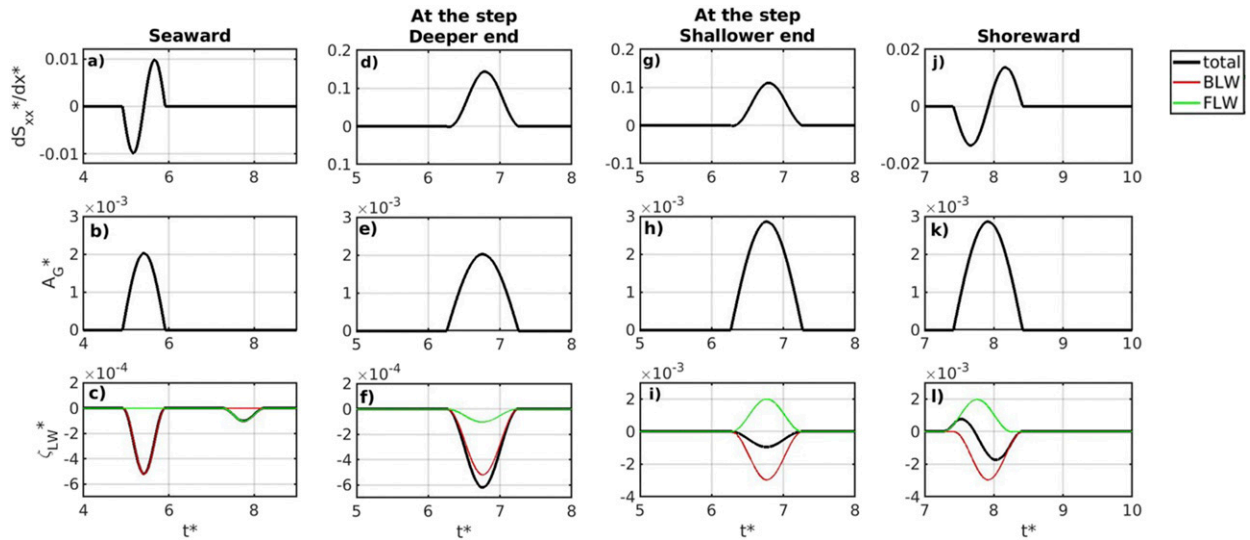 Seaward
At the step
Deeper end
At the step
Shallower end
Shoreward
total
BLW
FLW
a)
dS_xx*/dx*
0.01
0
-0.01
4 6 8
d)
0.2
0.1
0
0.1
5 6 7 8
g)
0.2
0.1
0
-0.1
5 6 7 8
j)
0.02
0
-0.02
7 8 9 10
b)
A_G*
×10^-3
3
2
1
0
4 6 8
e)
×10^-3
3
2
1
0
5 6 7 8
h)
×10^-3
3
2
1
0
5 6 7 8
k)
×10^-3
3
2
1
0
7 8 9 10
c)
ζ_LW*
×10^-4
2
0
-2
-4
-6
4 6 8
t*
f)
×10^-4
2
0
-2
-4
-6
5 6 7 8
t*
i)
×10^-3
2
0
-2
-4
5 6 7 8
t*
l)
×10^-3
2
0
-2
-4
7 8 9 10
t*